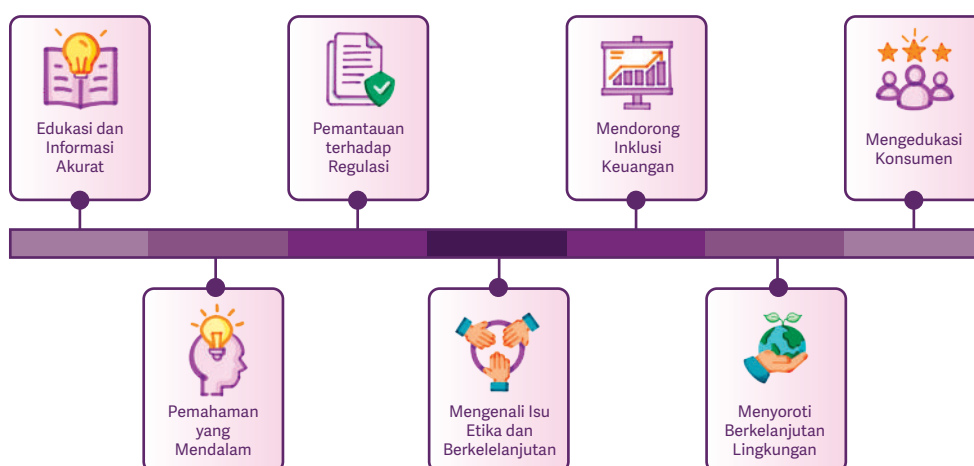 Edukasi dan
Informasi
Akurat
Pemantauan
terhadap
Regulasi
Mendorong
Inklusi
Keuangan
Mengedukasi
Konsumen
Pemahaman
yang
Mendalam
Mengenali Isu
Etika dan
Berkelelanjutan
Menyoroti
Berkelanjutan
Lingkungan